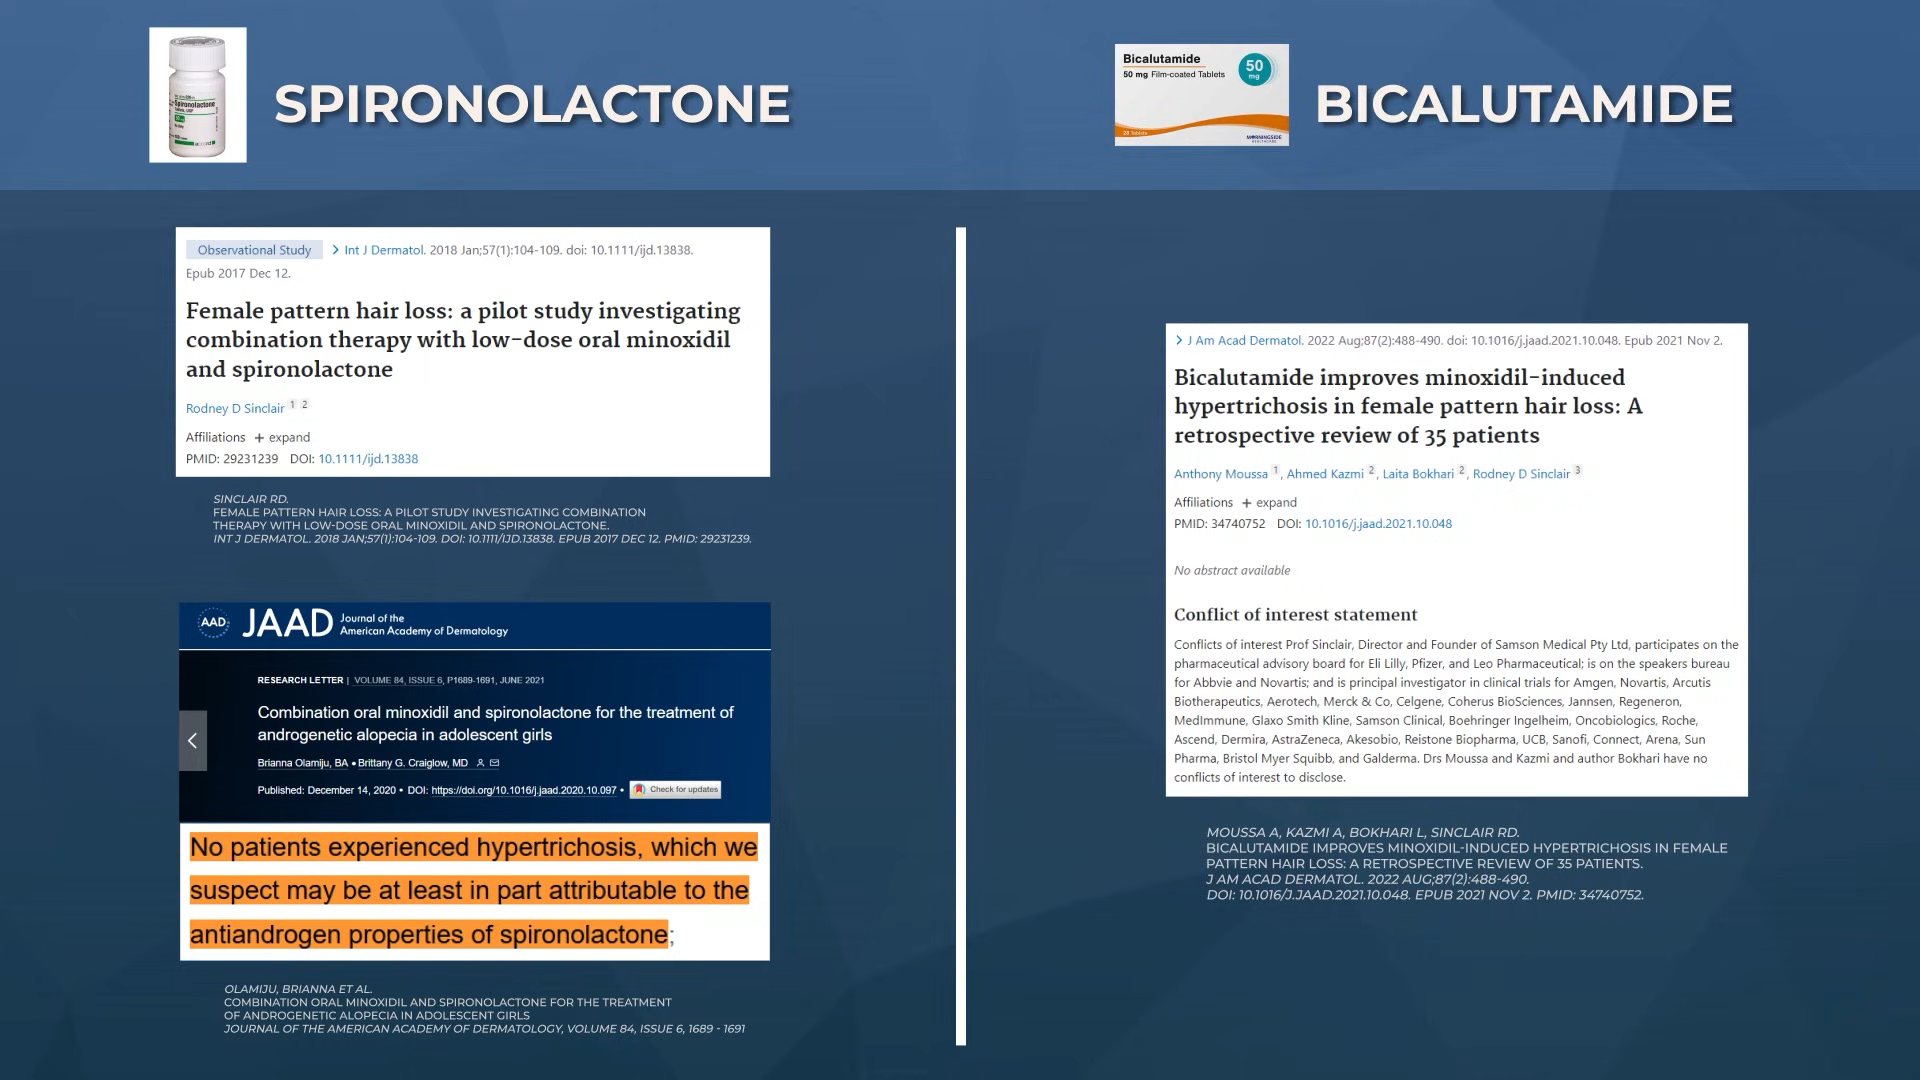 SPIRONOLACTONE
Spironolactone
Bicalutamide
50 mg Film-coated Tablets
50
mg
28 Tablets
MORNINGSIDE
HEALTHCARE
BICALUTAMIDE
Observational Study > Int J Dermatol. 2018 Jan;57(1):104-109. doi: 10.1111/ijd.13838.
Epub 2017 Dec 12.
Female pattern hair loss: a pilot study investigating
combination therapy with low-dose oral minoxidil
and spironolactone
Rodney D Sinclair 1 2
Affiliations + expand
PMID: 29231239 DOI: 10.1111/ijd.13838
SINCLAIR RD.
FEMALE PATTERN HAIR LOSS: A PILOT STUDY INVESTIGATING COMBINATION
THERAPY WITH LOW-DOSE ORAL MINOXIDIL AND SPIRONOLACTONE.
INT J DERMATOL. 2018 JAN;57(1):104-109. DOI: 10.1111/IJD.13838. EPUB 2017 DEC 12. PMID: 29231239.
AAD JAAD Journal of the
American Academy of Dermatology
RESEARCH LETTER | VOLUME 84, ISSUE 6, P1689-1691, JUNE 2021
Combination oral minoxidil and spironolactone for the treatment of
androgenetic alopecia in adolescent girls
Brianna Olamiju, BA • Brittany G. Craiglow, MD
Published: December 14, 2020 • DOI: https://doi.org/10.1016/j.jaad.2020.10.097 • Check for updates
No patients experienced hypertrichosis, which we
suspect may be at least in part attributable to the
antiandrogen properties of spironolactone;
OLAMIJU, BRIANNA ET AL.
COMBINATION ORAL MINOXIDIL AND SPIRONOLACTONE FOR THE TREATMENT
OF ANDROGENETIC ALOPECIA IN ADOLESCENT GIRLS
JOURNAL OF THE AMERICAN ACADEMY OF DERMATOLOGY, VOLUME 84, ISSUE 6, 1689 - 1691
> J Am Acad Dermatol. 2022 Aug;87(2):488-490. doi: 10.1016/j.jaad.2021.10.048. Epub 2021 Nov 2.
Bicalutamide improves minoxidil-induced
hypertrichosis in female pattern hair loss: A
retrospective review of 35 patients
Anthony Moussa 1, Ahmed Kazmi 2, Laita Bokhari 2, Rodney D Sinclair 3
Affiliations + expand
PMID: 34740752 DOI: 10.1016/j.jaad.2021.10.048
No abstract available
Conflict of interest statement
Conflicts of interest Prof Sinclair, Director and Founder of Samson Medical Pty Ltd, participates on the
pharmaceutical advisory board for Eli Lilly, Pfizer, and Leo Pharmaceutical; is on the speakers bureau
for Abbvie and Novartis; and is principal investigator in clinical trials for Amgen, Novartis, Arcutis
Biotherapeutics, Aerotech, Merck & Co, Celgene, Coherus BioSciences, Jannsen, Regeneron,
MedImmune, Glaxo Smith Kline, Samson Clinical, Boehringer Ingelheim, Oncobiologics, Roche,
Ascend, Dermira, AstraZeneca, Akesobio, Reistone Biopharma, UCB, Sanofi, Connect, Arena, Sun
Pharma, Bristol Myer Squibb, and Galderma. Drs Moussa and Kazmi and author Bokhari have no
conflicts of interest to disclose.
MOUSSA A, KAZMI A, BOKHARI L, SINCLAIR RD.
BICALUTAMIDE IMPROVES MINOXIDIL-INDUCED HYPERTRICHOSIS IN FEMALE
PATTERN HAIR LOSS: A RETROSPECTIVE REVIEW OF 35 PATIENTS.
J AM ACAD DERMATOL. 2022 AUG;87(2):488-490.
DOI: 10.1016/J.JAAD.2021.10.048. EPUB 2021 NOV 2. PMID: 34740752.